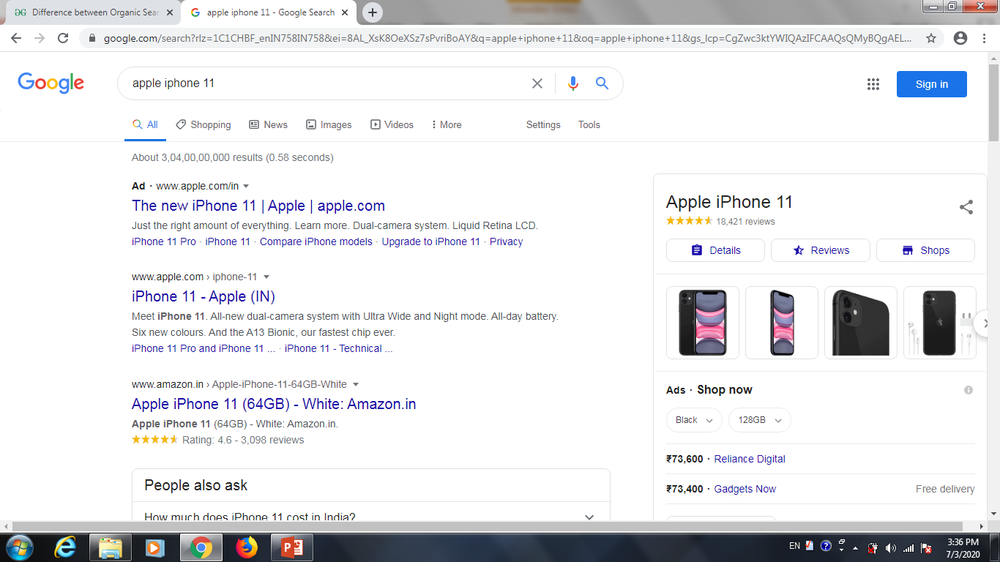 Difference between Organic Sear
apple iphone 11 - Google Search
google.com/search?rlz=1C1CHBF_enIN758IN758&ei=8AL_XsK8OeXSz7sPvriBoAY&q=apple+iphone+11&oq=apple+iphone+11&gs_lcp=CgZwc3ktYWIQAzIFCAAQsQMyBQgAEL...
Google
apple iphone 11
Sign in
All Shopping News Images Videos More Settings Tools
About 3,04,00,00,000 results (0.58 seconds)
Ad · www.apple.com/in
The new iPhone 11 | Apple | apple.com
Just the right amount of everything. Learn more. Dual-camera system. Liquid Retina LCD.
iPhone 11 Pro · iPhone 11 · Compare iPhone models · Upgrade to iPhone 11 · Privacy
www.apple.com › iphone-11
iPhone 11 - Apple (IN)
Meet iPhone 11. All-new dual-camera system with Ultra Wide and Night mode. All-day battery.
Six new colours. And the A13 Bionic, our fastest chip ever.
iPhone 11 Pro and iPhone 11 ... · iPhone 11 - Technical ...
www.amazon.in › Apple-iPhone-11-64GB-White
Apple iPhone 11 (64GB) - White: Amazon.in
Apple iPhone 11 (64GB) - White: Amazon.in.
Rating: 4.6 - 3,098 reviews
People also ask
How much does iPhone 11 cost in India?
Apple iPhone 11
18,421 reviews
Details Reviews Shops
Ads · Shop now
Black 128GB
₹73,600 · Reliance Digital
₹73,400 · Gadgets Now Free delivery
EN 3:36 PM
7/3/2020